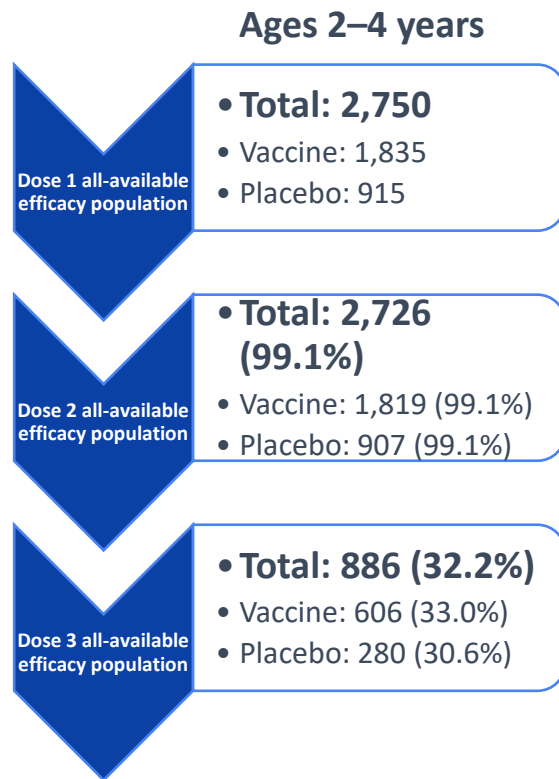 Ages 2–4 years
Dose 1 all-available
efficacy population
• Total: 2,750
• Vaccine: 1,835
• Placebo: 915
Dose 2 all-available
efficacy population
• Total: 2,726
(99.1%)
• Vaccine: 1,819 (99.1%)
• Placebo: 907 (99.1%)
Dose 3 all-available
efficacy population
• Total: 886 (32.2%)
• Vaccine: 606 (33.0%)
• Placebo: 280 (30.6%)